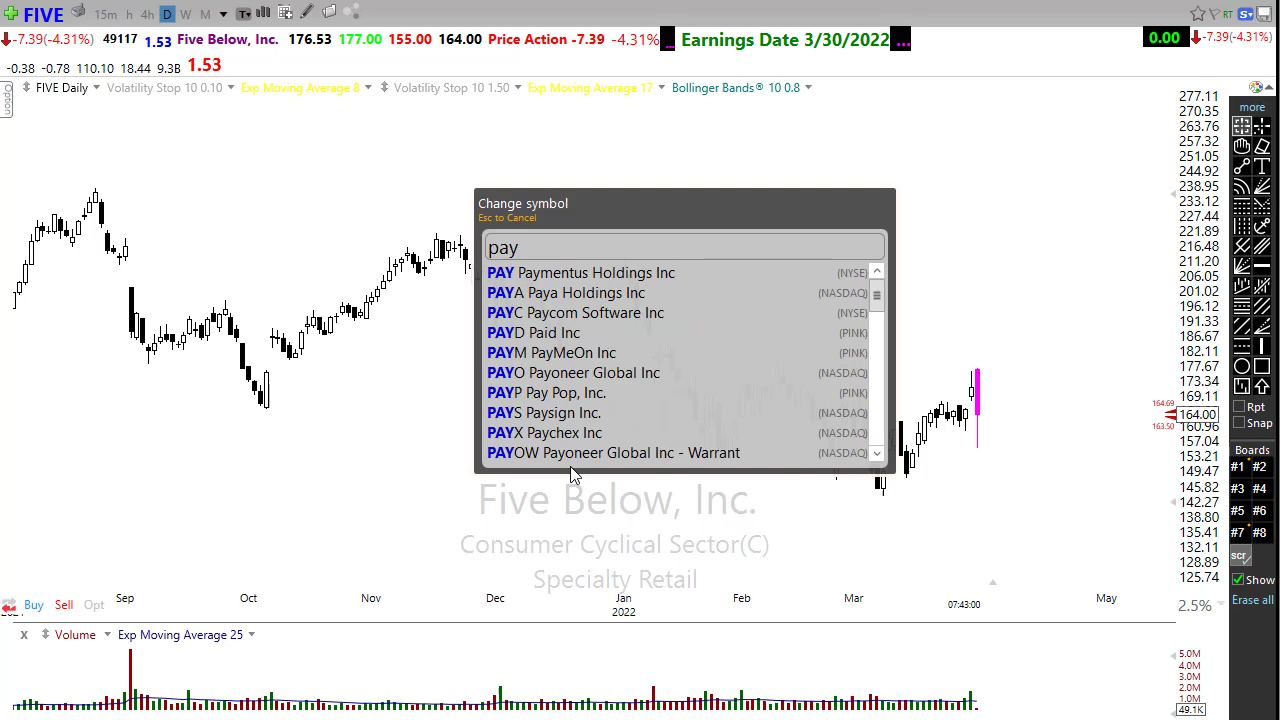 FIVE 15m h 4h D W M T RT S
-7.39(-4.31%) 49117 1.53 Five Below, Inc. 176.53 177.00 155.00 164.00 Price Action -7.39 -4.31% ... Earnings Date 3/30/2022 ... 0.00 -7.39(-4.31%)
-0.38 -0.78 110.10 18.44 9.3B 1.53
Option
FIVE Daily Volatility Stop 10 0.10 Exp Moving Average 8 Volatility Stop 10 1.50 Exp Moving Average 17 Bollinger Bands® 10 0.8
277.11
270.35
263.76
257.32
251.05
244.92
238.95
233.12
227.44
221.89
216.48
211.20
206.05
201.02
196.12
191.33
186.67
182.11
177.67
173.34
169.11
164.69
164.00
163.50
160.96
157.04
153.21
149.47
145.82
142.27
138.80
135.41
132.11
128.89
125.74
Change symbol
Esc to Cancel
pay
PAY Paymentus Holdings Inc (NYSE)
PAYA Paya Holdings Inc (NASDAQ)
PAYC Paycom Software Inc (NYSE)
PAYD Paid Inc (PINK)
PAYM PayMeOn Inc (PINK)
PAYO Payoneer Global Inc (NASDAQ)
PAYP Pay Pop, Inc. (PINK)
PAYS Paysign Inc. (NASDAQ)
PAYX Paychex Inc (NASDAQ)
PAYOW Payoneer Global Inc - Warrant (NASDAQ)
Five Below, Inc.
Consumer Cyclical Sector(C)
Specialty Retail
more
T
Rpt
Snap
Boards
#1 #2
#3 #4
#5 #6
#7 #8
scr
Show
Erase all
Buy Sell Opt
Sep Oct Nov Dec Jan Feb Mar 07:43:00 May
2022
2.5%
X Volume Exp Moving Average 25
5.0M
4.0M
3.0M
2.0M
1.0M
49.1K